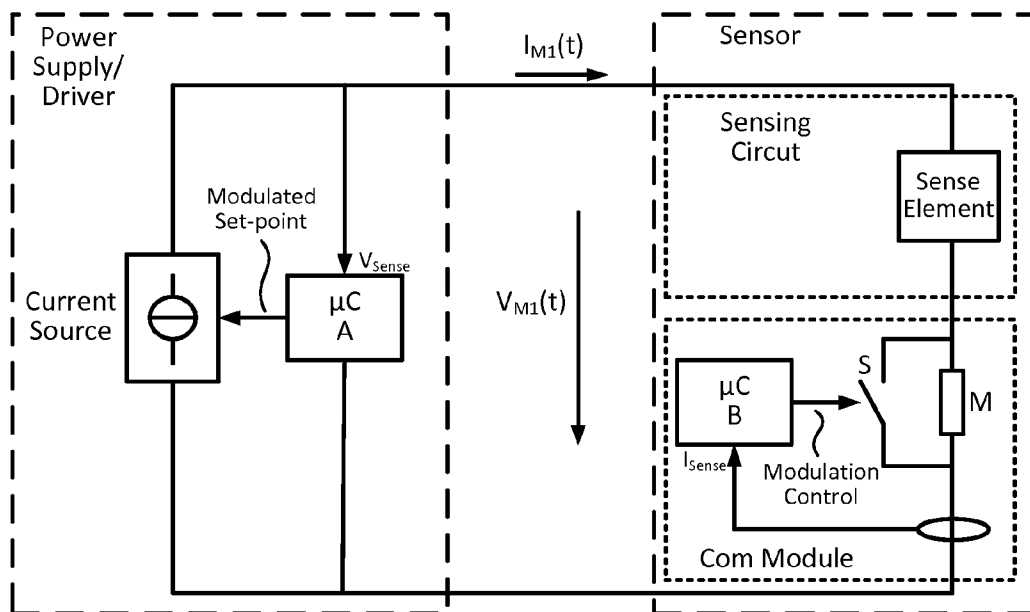 Power
Supply/
Driver
I_M1(t)
Sensor
Sensing
Circut
Sense
Element
Modulated
Set-point
V_Sense
µC
A
Current
Source
V_M1(t)
µC
B
S
M
I_Sense
Modulation
Control
Com Module